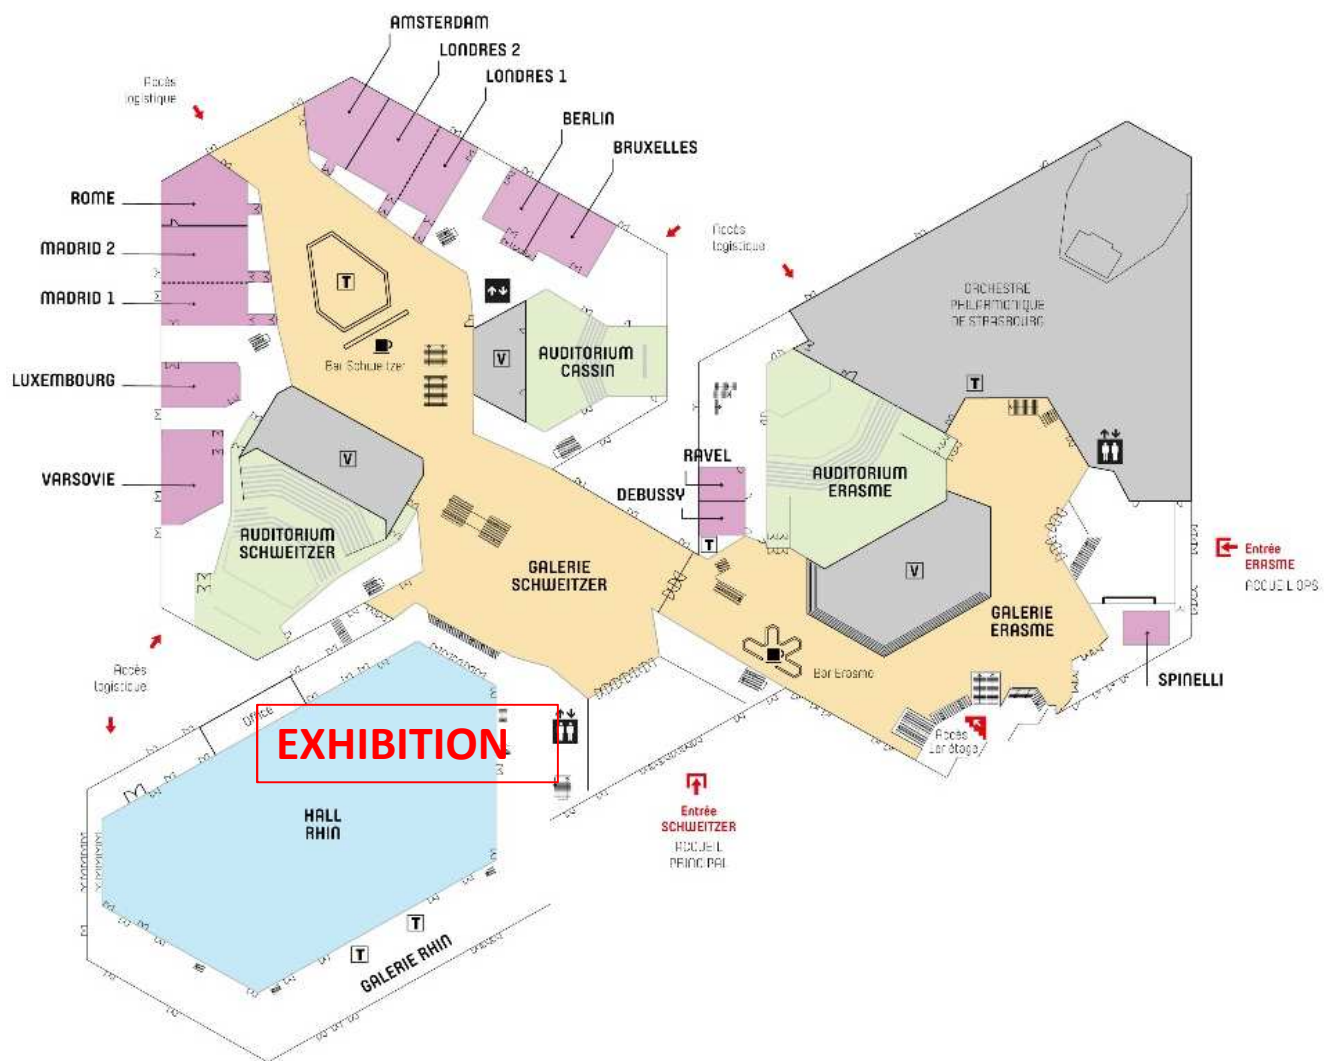 AMSTERDAM
LONDRES 2
LONDRES 1
BERLIN
BRUXELLES
Accès
logistique
ROME
MADRID 2
MADRID 1
LUXEMBOURG
VARSOVIE
T
Bar Schweitzer
V
AUDITORIUM
CASSIN
V
AUDITORIUM
SCHWEITZER
GALERIE
SCHWEITZER
Accès
logistique
ORCHESTRE
PHILARMONIQUE
DE STRASBOURG
T
RAVEL
DEBUSSY
T
AUDITORIUM
ERASME
V
GALERIE
ERASME
Bar Erasme
Entrée
ERASME
ACCUEIL OPS
SPINELLI
Accès
1er étage
Accès
logistique
Office
EXHIBITION
HALL
RHIN
Entrée
SCHWEITZER
ACCUEIL
PRINCIPAL
T
T
GALERIE RHIN